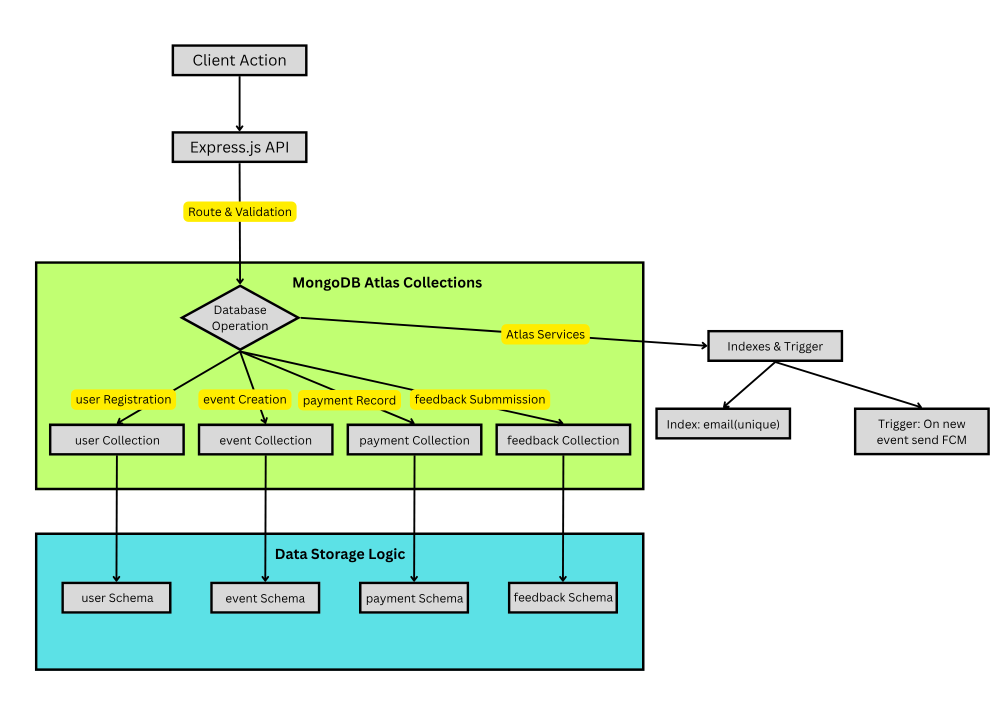 Client Action
Express.js API
Route & Validation
MongoDB Atlas Collections
Database
Operation
Atlas Services
Indexes & Trigger
user Registration
event Creation
payment Record
feedback Submmission
user Collection
event Collection
payment Collection
feedback Collection
Index: email(unique)
Trigger: On new
event send FCM
Data Storage Logic
user Schema
event Schema
payment Schema
feedback Schema